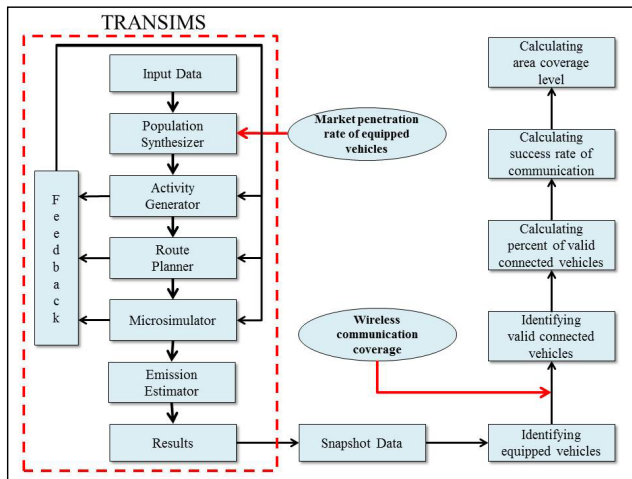 TRANSIMS
Input Data
Population
Synthesizer
Activity
Generator
Route
Planner
Microsimulator
Emission
Estimator
Results
Feedback
Market penetration
rate of equipped
vehicles
Wireless
communication
coverage
Snapshot Data
Identifying
equipped vehicles
Identifying
valid connected
vehicles
Calculating
percent of valid
connected vehicles
Calculating
success rate of
communication
Calculating
area coverage
level